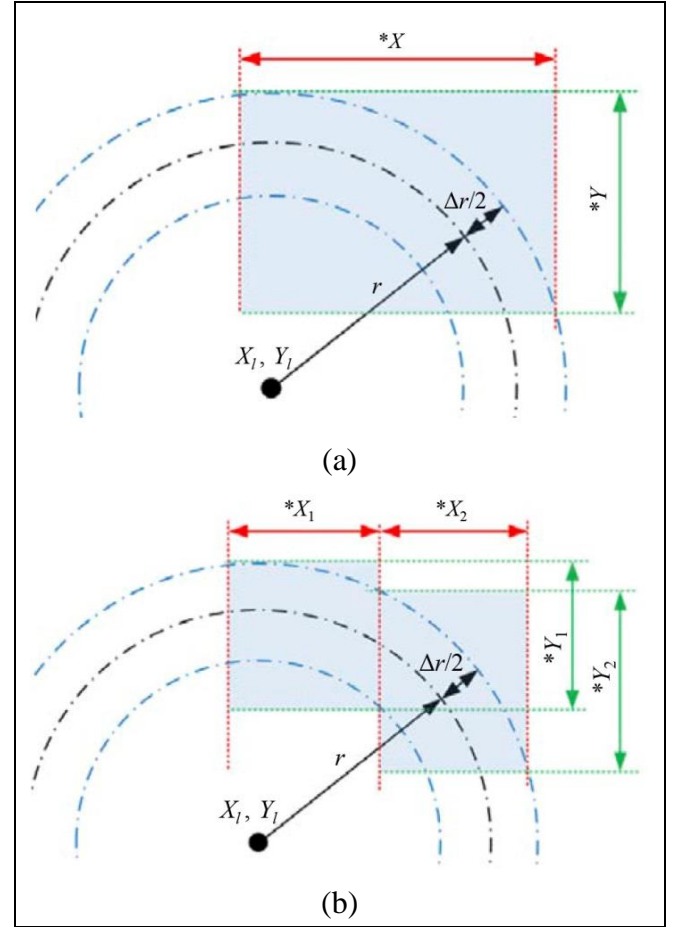 *X
*Y
Δr/2
r
X_l, Y_l
(a)
*X_1
*X_2
*Y_1
*Y_2
Δr/2
r
X_l, Y_l
(b)